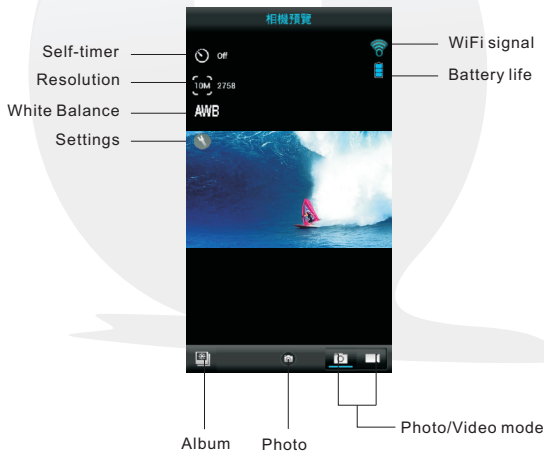 相機預覽
Self-timer
off
WiFi signal
Resolution
10M 2758
Battery life
White Balance
AWB
Settings
Photo/Video mode
Album
Photo